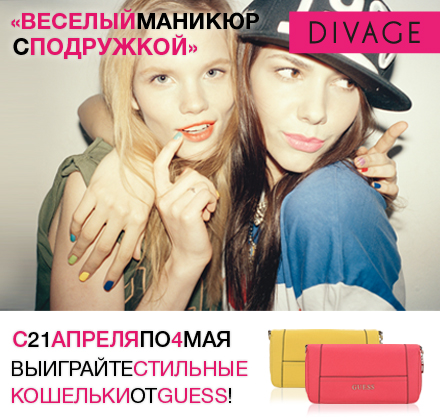 «ВЕСЕЛЫЙМАНИКЮР
СПОДРУЖКОЙ»
DIVAGE
С21АПРЕЛЯПО4МАЯ
ВЫИГРАЙТЕСТИЛЬНЫЕ
КОШЕЛЬКИОТGUESS!
GUESS